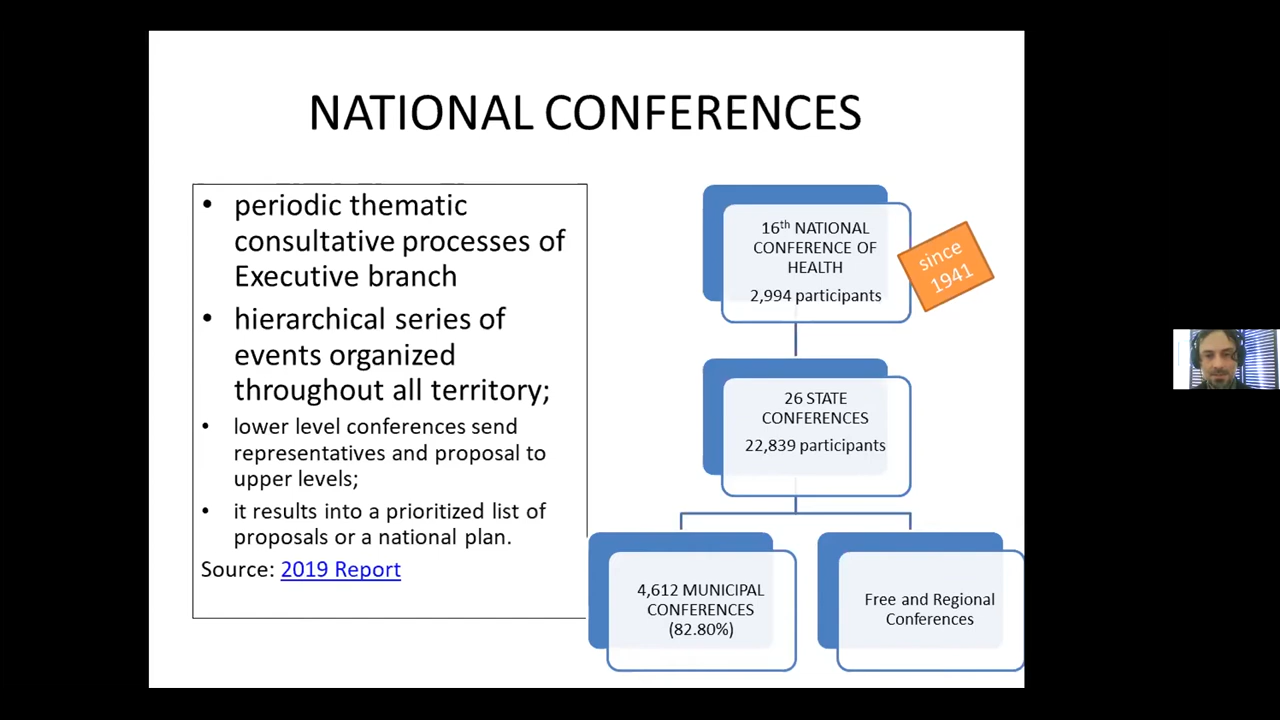 NATIONAL CONFERENCES
• periodic thematic
consultative processes of
Executive branch
• hierarchical series of
events organized
throughout all territory;
• lower level conferences send
representatives and proposal to
upper levels;
• it results into a prioritized list of
proposals or a national plan.
Source: 2019 Report
16th NATIONAL
CONFERENCE OF
HEALTH
2,994 participants
since
1941
26 STATE
CONFERENCES
22,839 participants
4,612 MUNICIPAL
CONFERENCES
(82.80%)
Free and Regional
Conferences